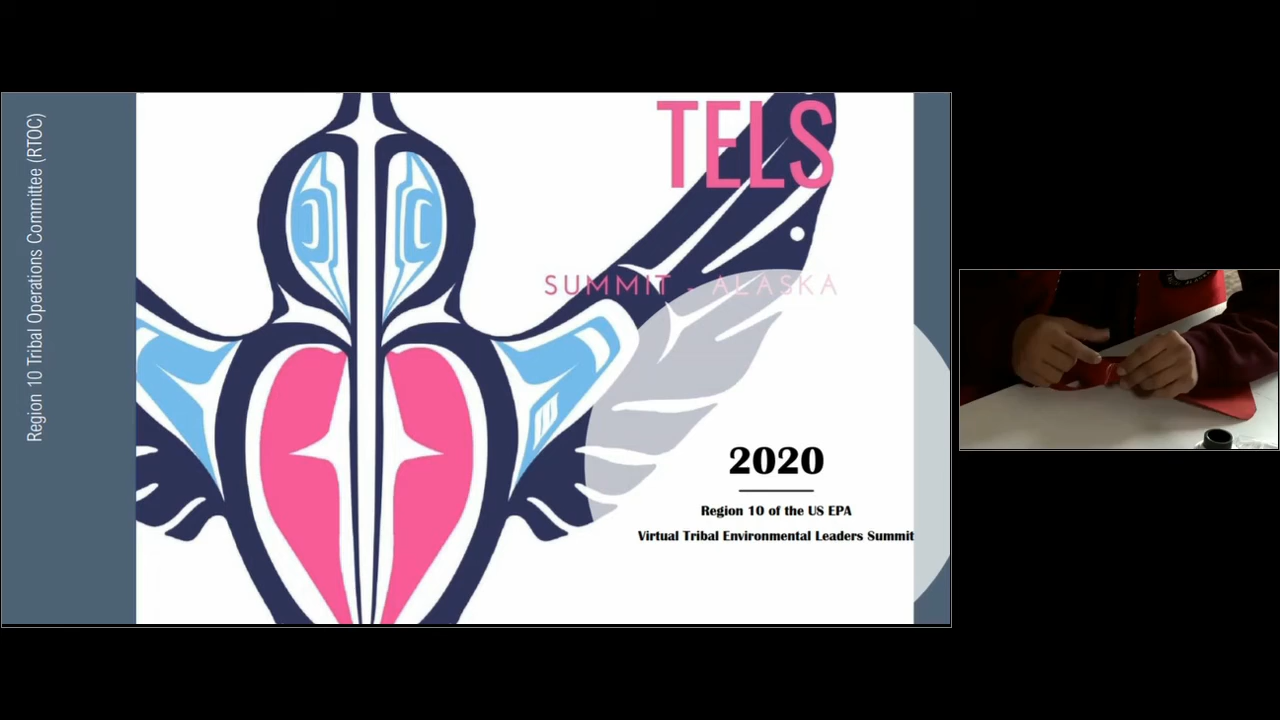 Region 10 Tribal Operations Committee (RTOC)
TELS
SUMMIT - ALASKA
2020
Region 10 of the US EPA
Virtual Tribal Environmental Leaders Summit